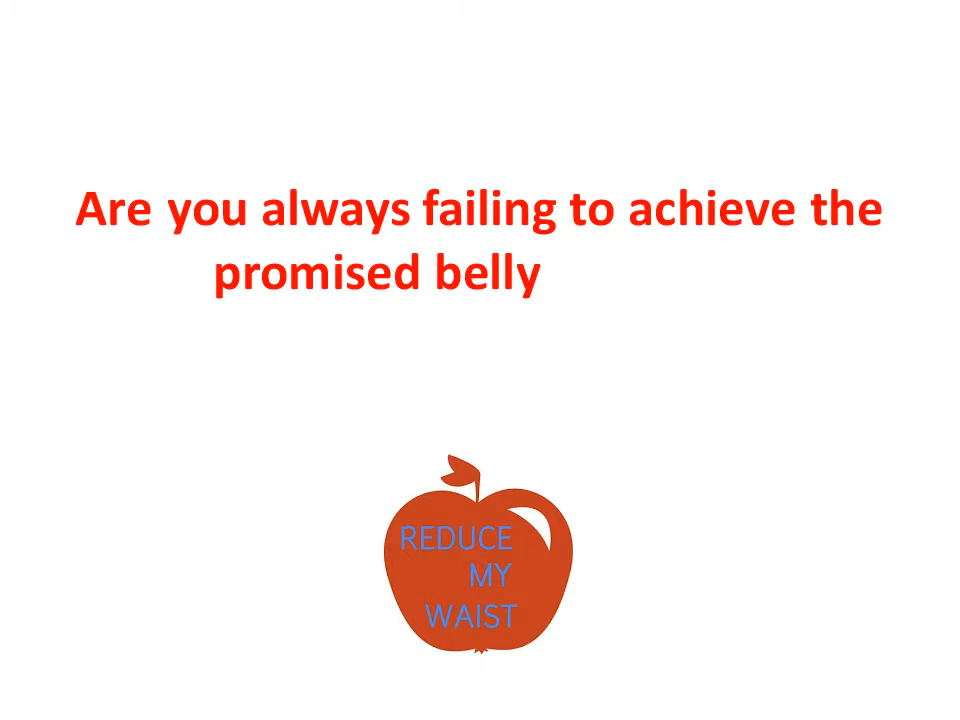 Are you always failing to achieve the
promised belly
REDUCE
MY
WAIST